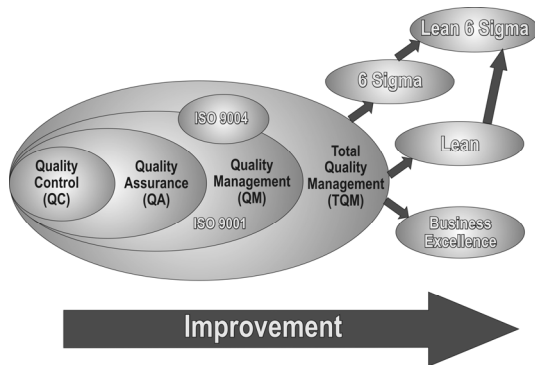 Lean 6 Sigma
6 Sigma
ISO 9004
Lean
Quality
Control
(QC)
Quality
Assurance
(QA)
Quality
Management
(QM)
Total
Quality
Management
(TQM)
ISO 9001
Business
Excellence
Improvement